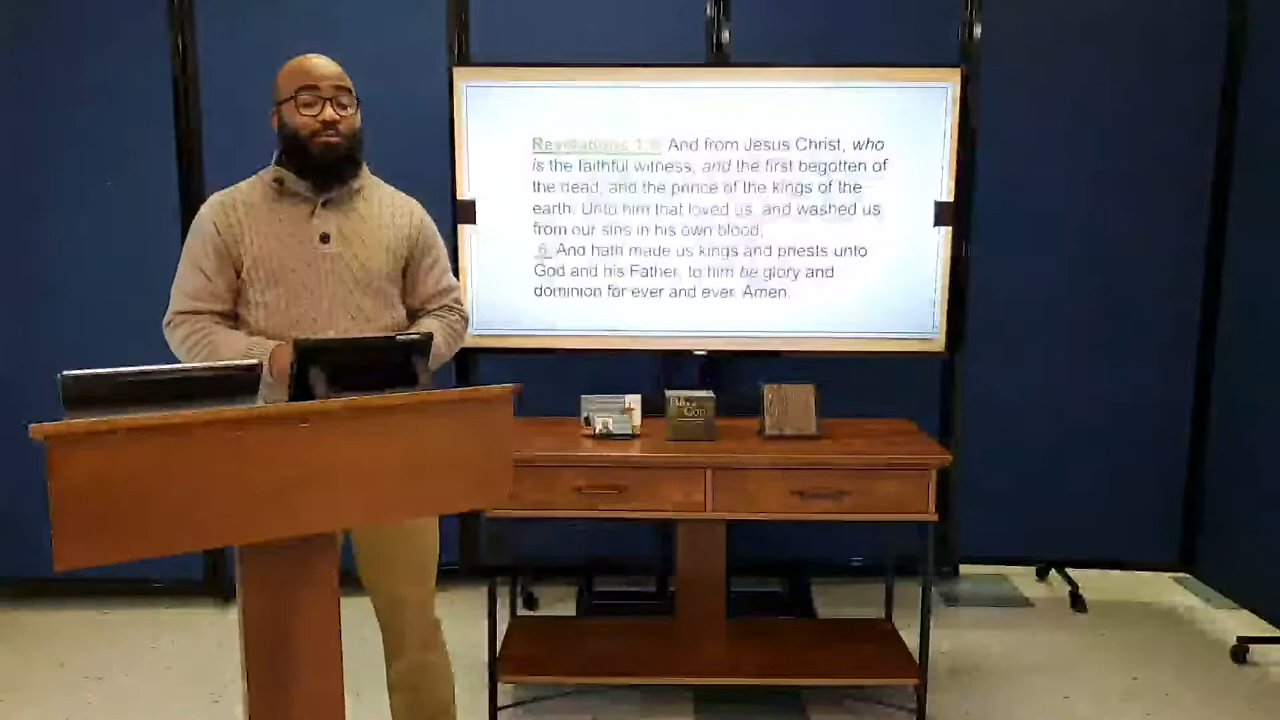 Revelations 1:5 And from Jesus Christ, who
is the faithful witness, and the first begotten of
the dead, and the prince of the kings of the
earth. Unto him that loved us, and washed us
from our sins in his own blood,
6 And hath made us kings and priests unto
God and his Father, to him be glory and
dominion for ever and ever. Amen.
God